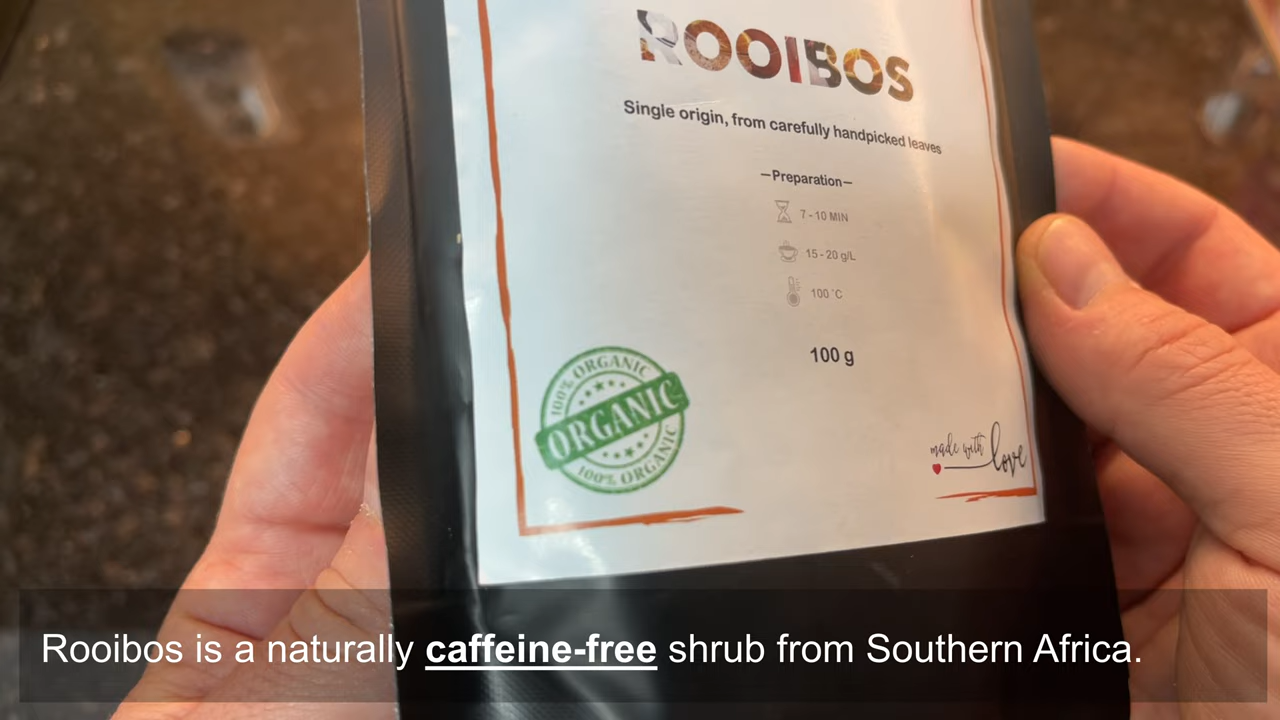 ROOIBOS
Single origin, from carefully handpicked leaves
—Preparation—
7 - 10 MIN
15 - 20 g/L
100 °C
100 g
100% ORGANIC
ORGANIC
100% ORGANIC
made with
love
Rooibos is a naturally caffeine-free shrub from Southern Africa.